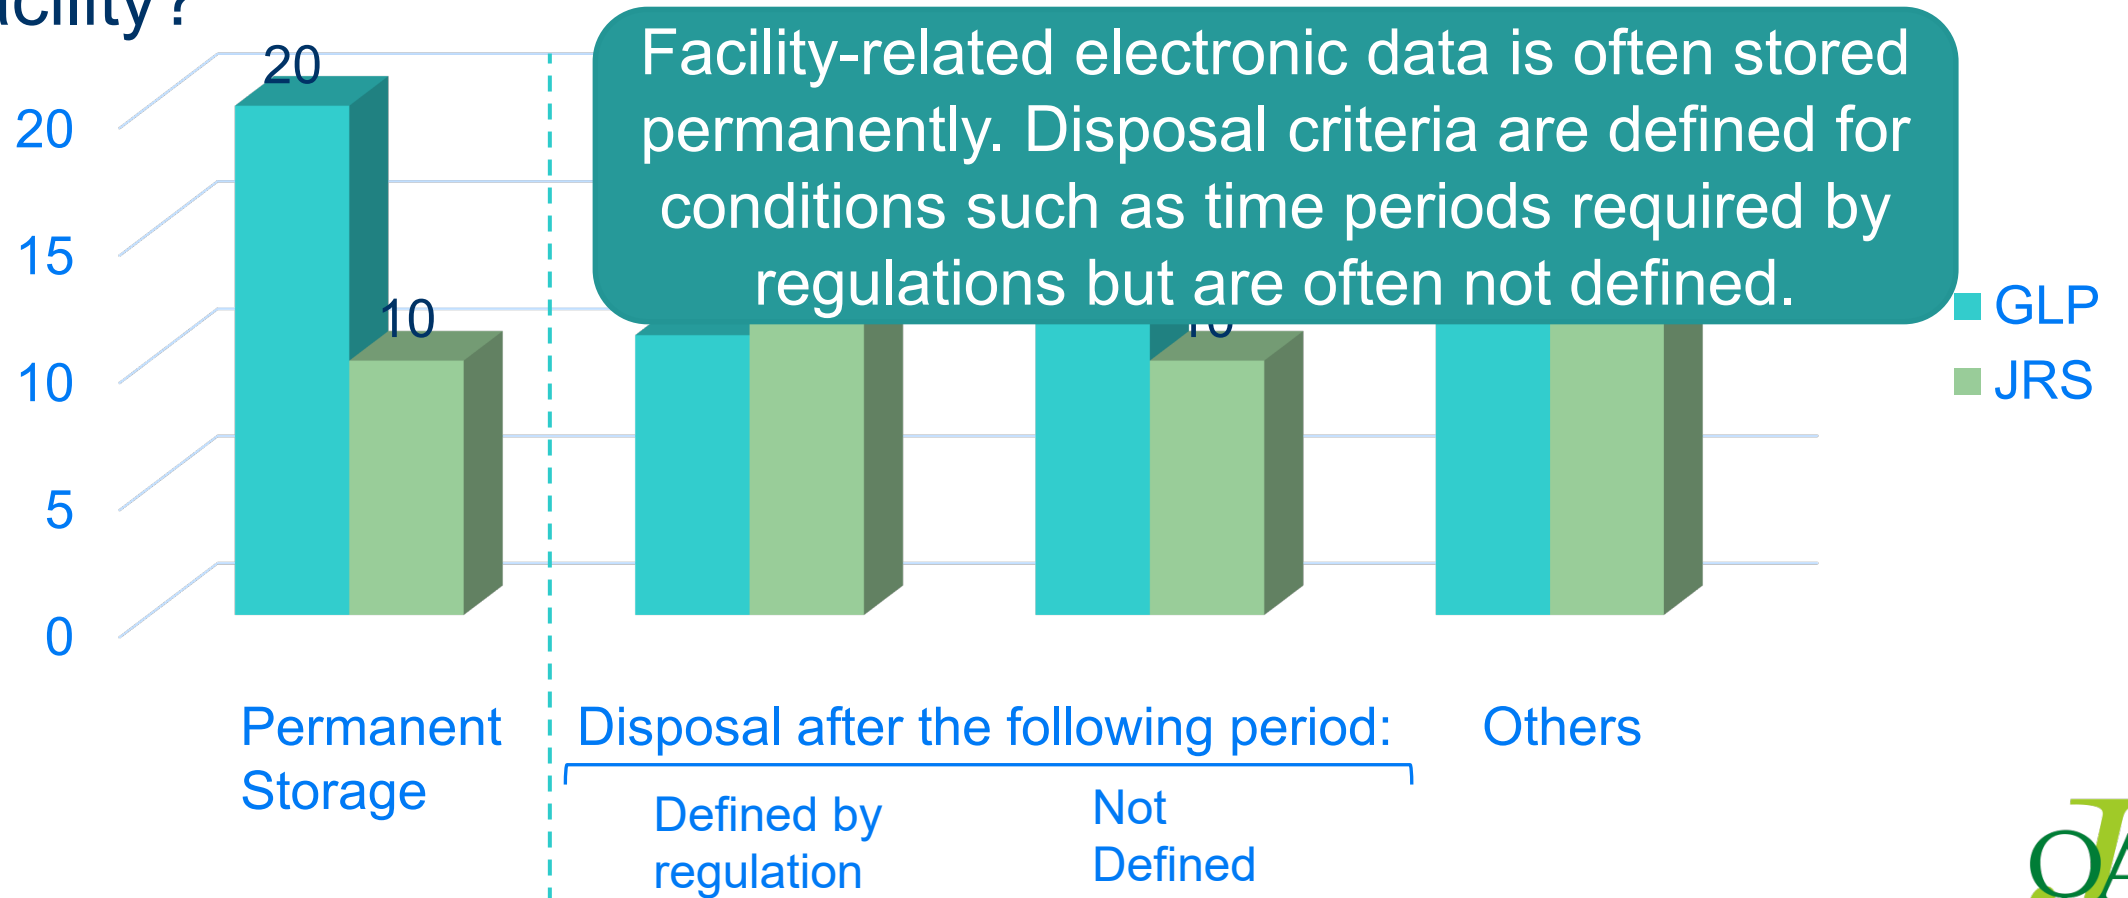 acility?
Facility-related electronic data is often stored
permanently. Disposal criteria are defined for
conditions such as time periods required by
regulations but are often not defined.
20
10
10
20
15
10
5
0
GLP
JRS
Permanent
Storage
Disposal after the following period:
Defined by
regulation
Not
Defined
Others